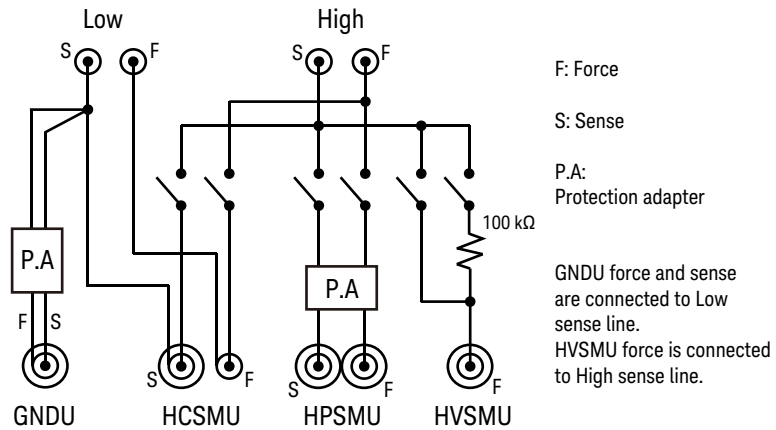 Low
High
S
F
S
F
F: Force
S: Sense
P.A:
Protection adapter
100 kΩ
P.A
P.A
GNDU force and sense
are connected to Low
sense line.
HVSMU force is connected
to High sense line.
F
S
S
F
S
F
F
GNDU
HCSMU
HPSMU
HVSMU